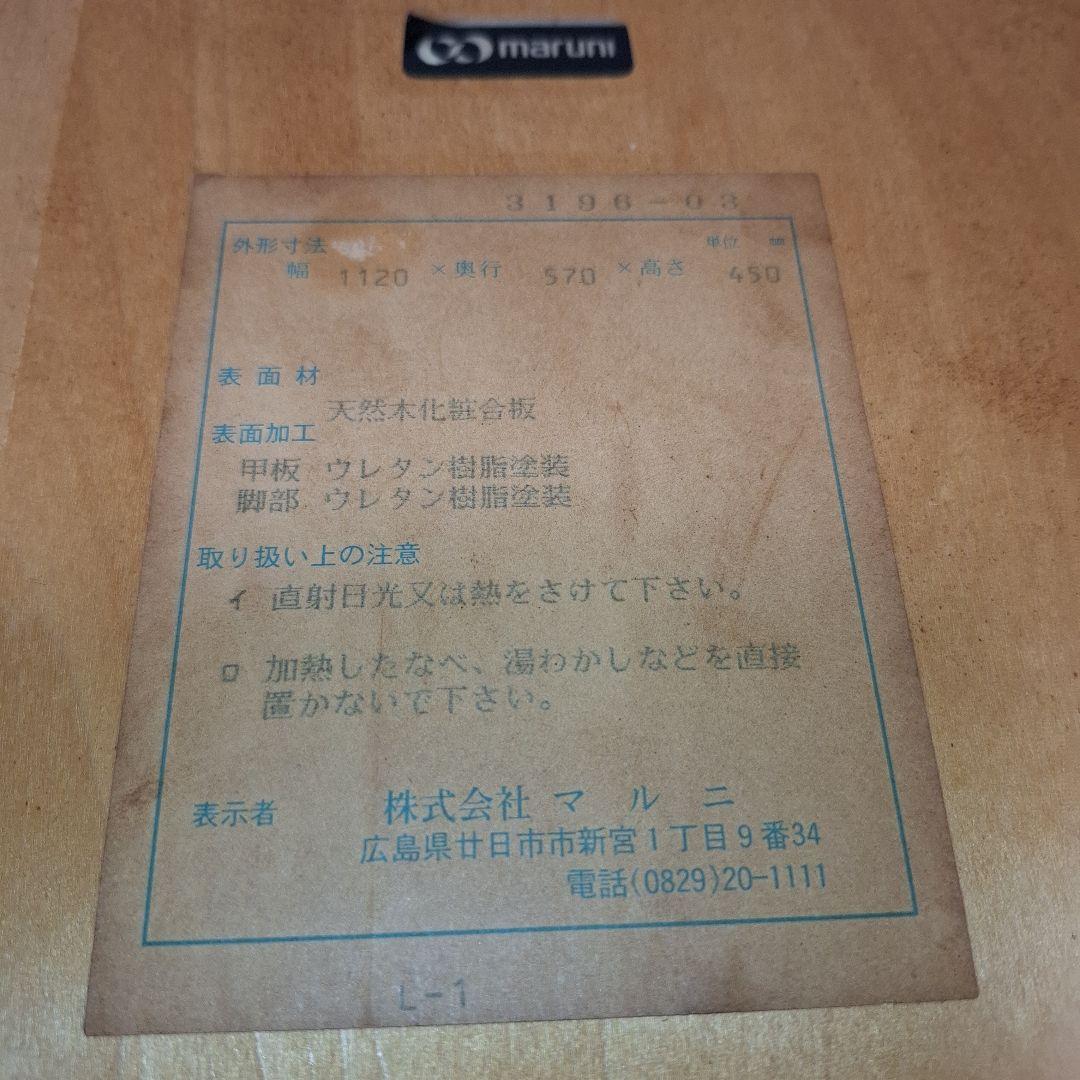 maruni
3196-03
外形寸法 単位 mm
幅 1120 ×奥行 570 ×高さ 450
表面材
天然木化粧合板
表面加工
甲板 ウレタン樹脂塗装
脚部 ウレタン樹脂塗装
取り扱い上の注意
イ 直射日光又は熱をさけて下さい。
ロ 加熱したなべ、湯わかしなどを直接
置かないで下さい。
表示者 株式会社 マルニ
広島県廿日市市新宮1丁目9番34
電話(0829)20-1111
L-1